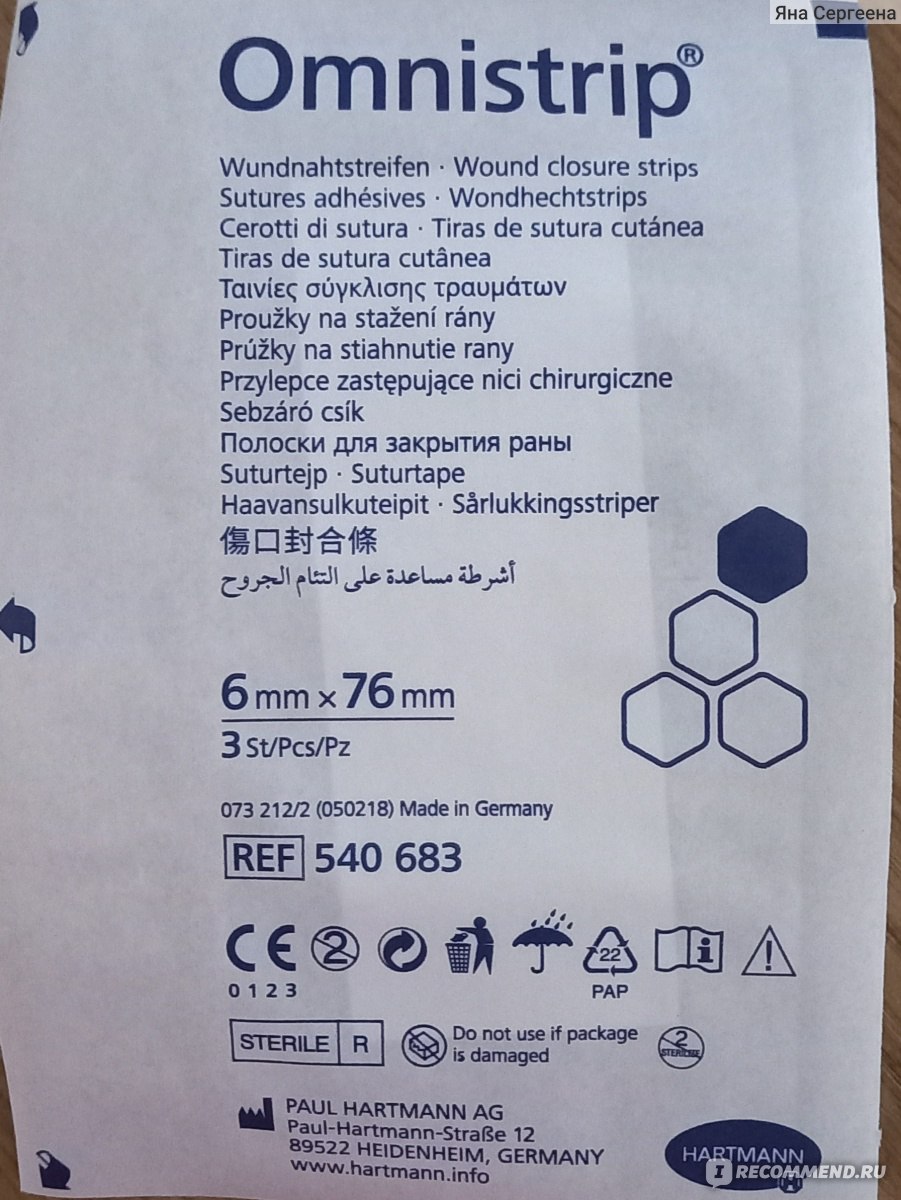 Яна Сергеена
Omnistrip®
Wundnahtstreifen · Wound closure strips
Sutures adhésives · Wondhechtstrips
Cerotti di sutura · Tiras de sutura cutánea
Tiras de sutura cutânea
Ταινίες σύγκλισης τραυμάτων
Proužky na stažení rány
Prúžky na stiahnutie rany
Przylepce zastępujące nici chirurgiczne
Sebzáró csík
Полоски для закрытия раны
Suturtejp · Suturtape
Haavansulkuteipit · Sårlukkingsstriper
傷口封合條
أشرطة مساعدة على التئام الجروح
6 mm x 76 mm
3 St/Pcs/Pz
073 212/2 (050218) Made in Germany
REF 540 683
CE 2 22 i !
0123 PAP
STERILE R Do not use if package
is damaged
2
STERILIZE
PAUL HARTMANN AG
Paul-Hartmann-Straße 12
89522 HEIDENHEIM, GERMANY
www.hartmann.info
HARTMANN
IRECOMMEND.RU